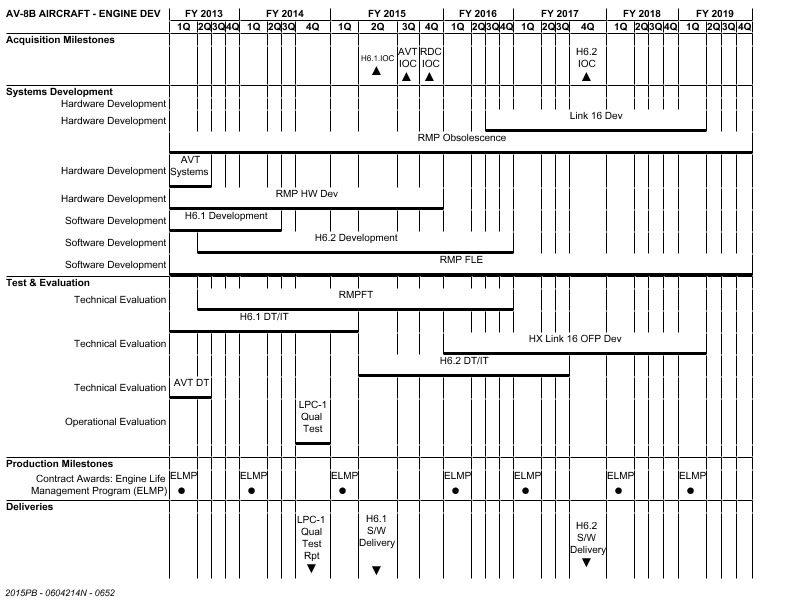 AV-8B AIRCRAFT - ENGINE DEV FY 2013 FY 2014 FY 2015 FY 2016 FY 2017 FY 2018 FY 2019
1Q 2Q 3Q 4Q 1Q 2Q 3Q 4Q 1Q 2Q 3Q 4Q 1Q 2Q 3Q 4Q 1Q 2Q 3Q 4Q 1Q 2Q 3Q 4Q 1Q 2Q 3Q 4Q
Acquisition Milestones
H6.1.IOC
AVT IOC
RDC IOC
H6.2 IOC
Systems Development
Hardware Development
Hardware Development
Link 16 Dev
RMP Obsolescence
Hardware Development
AVT
Systems
Hardware Development
RMP HW Dev
Software Development
H6.1 Development
Software Development
H6.2 Development
Software Development
RMP FLE
Test & Evaluation
Technical Evaluation
RMPFT
H6.1 DT/IT
Technical Evaluation
HX Link 16 OFP Dev
H6.2 DT/IT
Technical Evaluation
AVT DT
Operational Evaluation
LPC-1
Qual
Test
Production Milestones
Contract Awards: Engine Life
Management Program (ELMP)
ELMP ELMP ELMP ELMP ELMP ELMP ELMP
Deliveries
LPC-1
Qual
Test
Rpt
H6.1
S/W
Delivery
H6.2
S/W
Delivery
2015PB - 0604214N - 0652